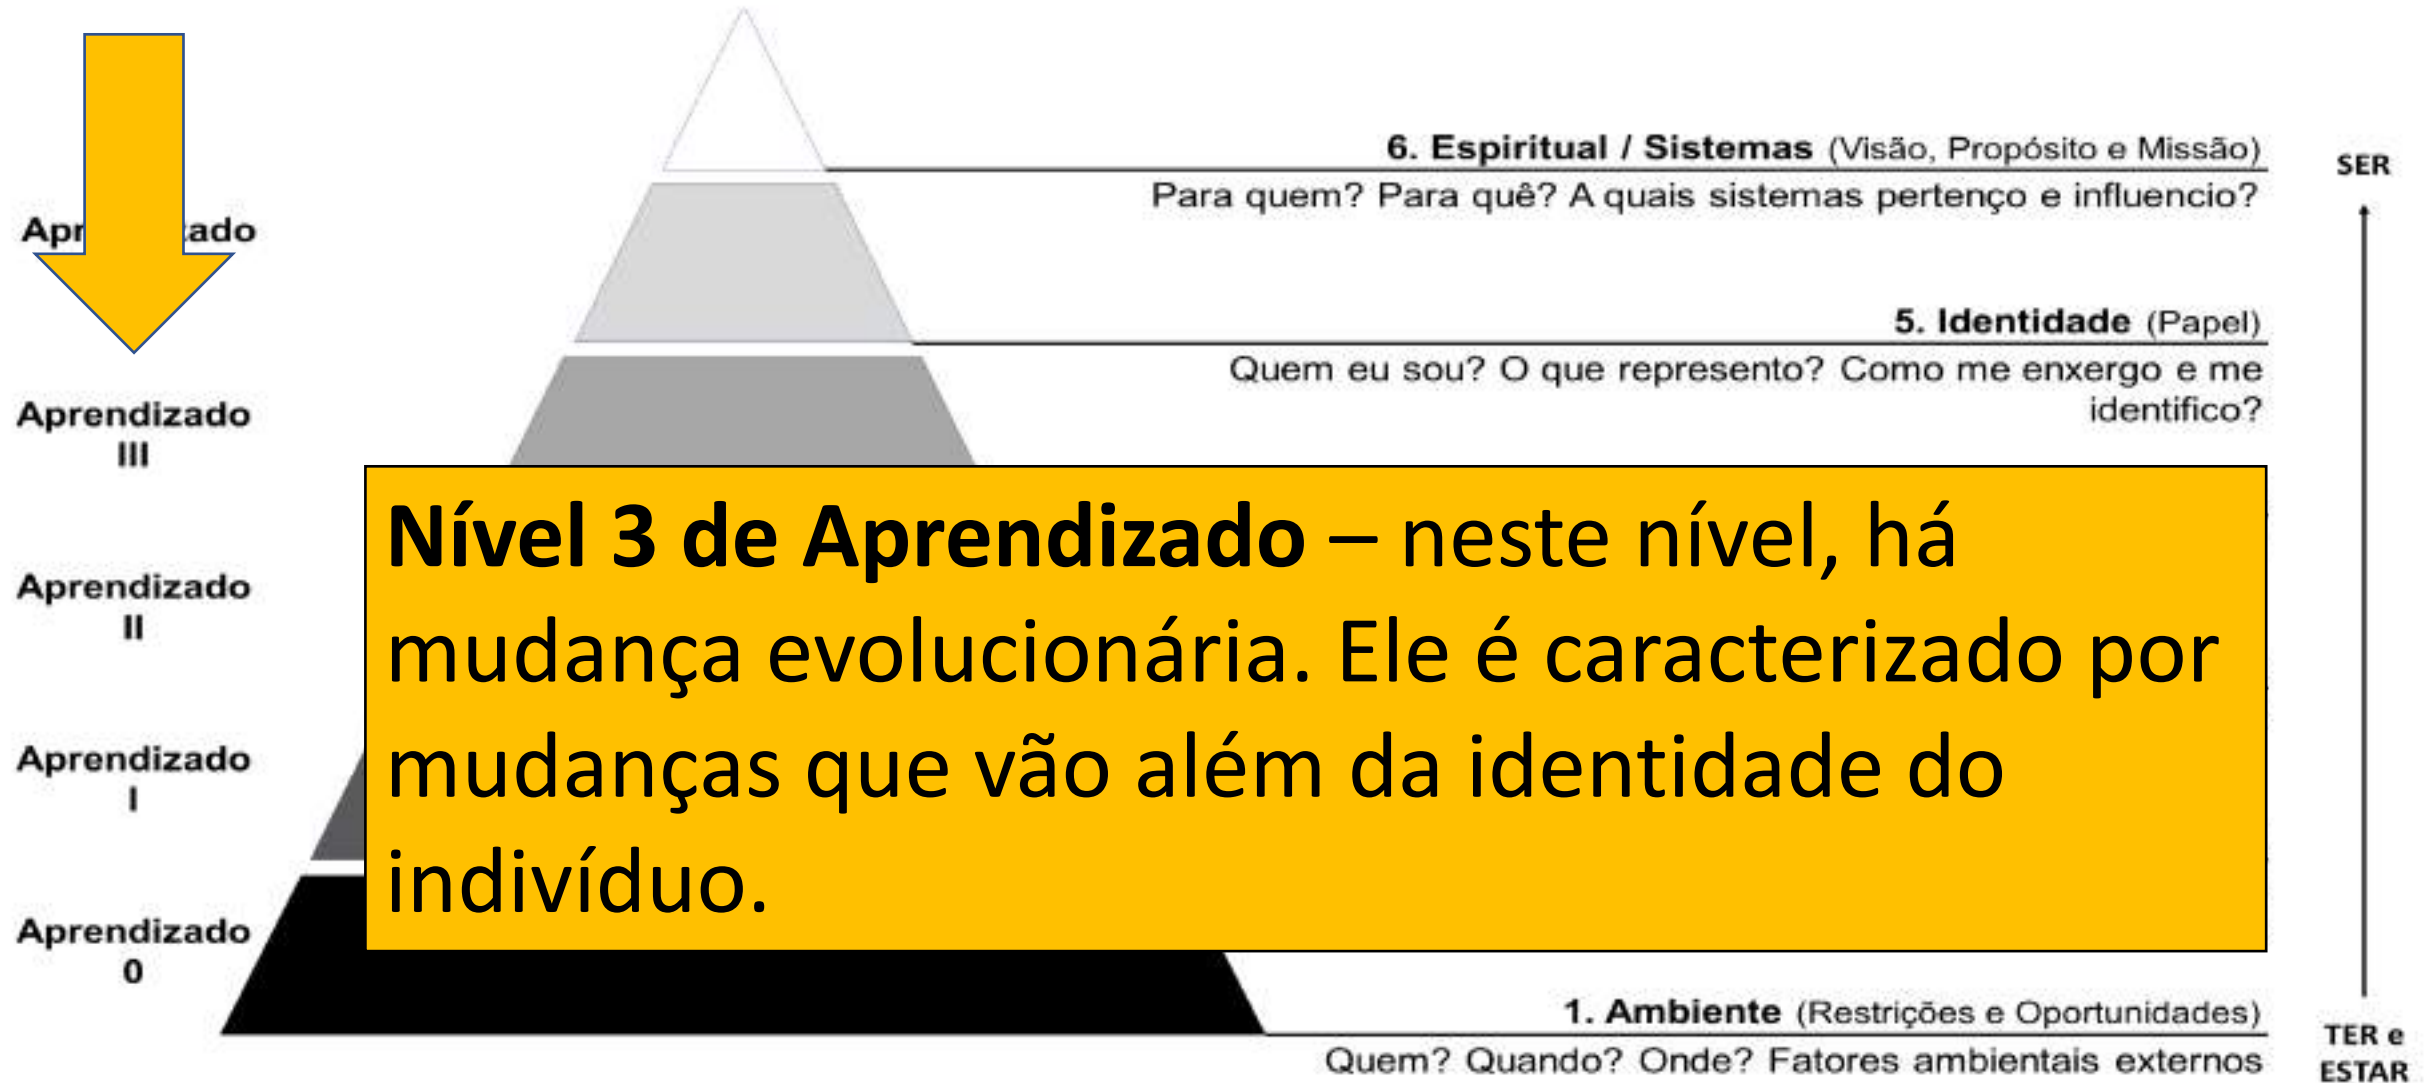 6. Espiritual / Sistemas (Visão, Propósito e Missão)
SER
Para quem? Para quê? A quais sistemas pertenço e influencio?
5. Identidade (Papel)
Quem eu sou? O que represento? Como me enxergo e me
identifico?
Aprendizado
III
Aprendizado
II
Aprendizado
I
Aprendizado
0
Nível 3 de Aprendizado – neste nível, há
mudança evolucionária. Ele é caracterizado por
mudanças que vão além da identidade do
indivíduo.
1. Ambiente (Restrições e Oportunidades)
Quem? Quando? Onde? Fatores ambientais externos
TER e
ESTAR